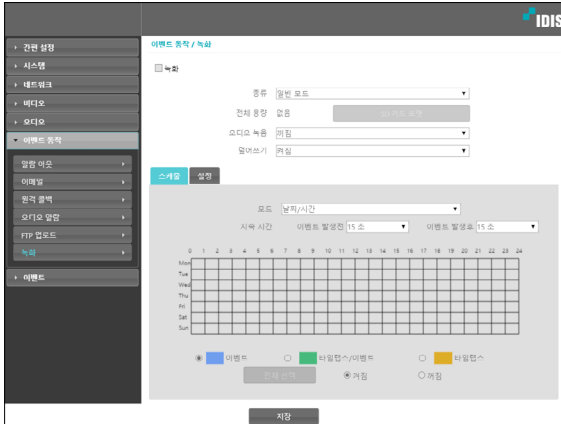 IDIS
간편 설정
시스템
네트워크
비디오
오디오
이벤트 동작
알람 아웃
이메일
원격 콜백
오디오 알람
FTP 업로드
녹화
이벤트
이벤트 동작 / 녹화
녹화
종류 일반 모드
전체 용량 없음 SD 카드 포맷
오디오 녹음 꺼짐
덮어쓰기 켜짐
스케줄 설정
모드 날짜/시간
지속 시간 이벤트 발생전 15 초 이벤트 발생후 15 초
0 1 2 3 4 5 6 7 8 9 10 11 12 13 14 15 16 17 18 19 20 21 22 23 24
Mon
Tue
Wed
Thu
Fri
Sat
Sun
이벤트 타임랩스/이벤트 타임랩스
전체 선택 켜짐 꺼짐
저장